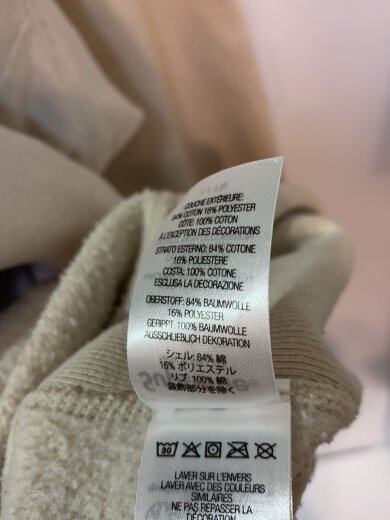 COUCHE EXTÉRIEURE:
84% COTON 16% POLYESTER
CÔTE: 100% COTON
À L'EXCEPTION DES DÉCORATIONS
STRATO ESTERNO: 84% COTONE
16% POLIESTERE
COSTA: 100% COTONE
ESCLUSA LA DECORAZIONE
OBERSTOFF: 84% BAUMWOLLE
16% POLYESTER
GERIPPT: 100% BAUMWOLLE
AUSSCHLIEBLICH DEKORATION
シェル: 84% 綿
16% ポリエステル
リブ: 100% 綿
装飾部分を除く
30
LAVER SUR L'ENVERS
LAVER AVEC DES COULEURS
SIMILAIRES
NE PAS REPASSER LA
DÉCORATION